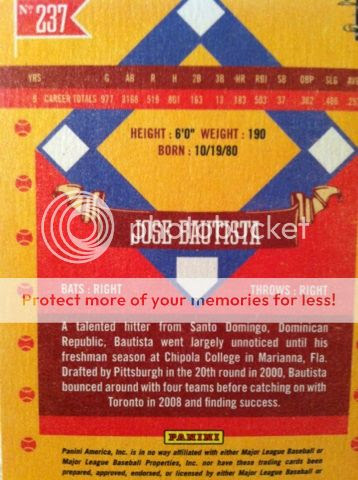 Nº 237
YRS G AB R H 2B 3B HR RBI SB OBP SLG
8 CAREER TOTALS 977 3168 516 801 163 13 183 503 37 .362
HEIGHT : 6'0" WEIGHT : 190
BORN : 10/19/80
photobucket
JOSE BAUTISTA
BATS : RIGHT THROWS : RIGHT
Protect more of your memories for less!
A talented hitter from Santo Domingo, Dominican
Republic, Bautista went largely unnoticed until his
freshman season at Chipola College in Marianna, Fla.
Drafted by Pittsburgh in the 20th round in 2000, Bautista
bounced around with four teams before catching on with
Toronto in 2008 and finding success.
PANINI
Panini America, Inc. is in no way affiliated with either Major League Baseball or
Major League Baseball Properties, Inc. nor have these trading cards been
prepared, approved, endorsed, or licensed by either Major League Baseball or